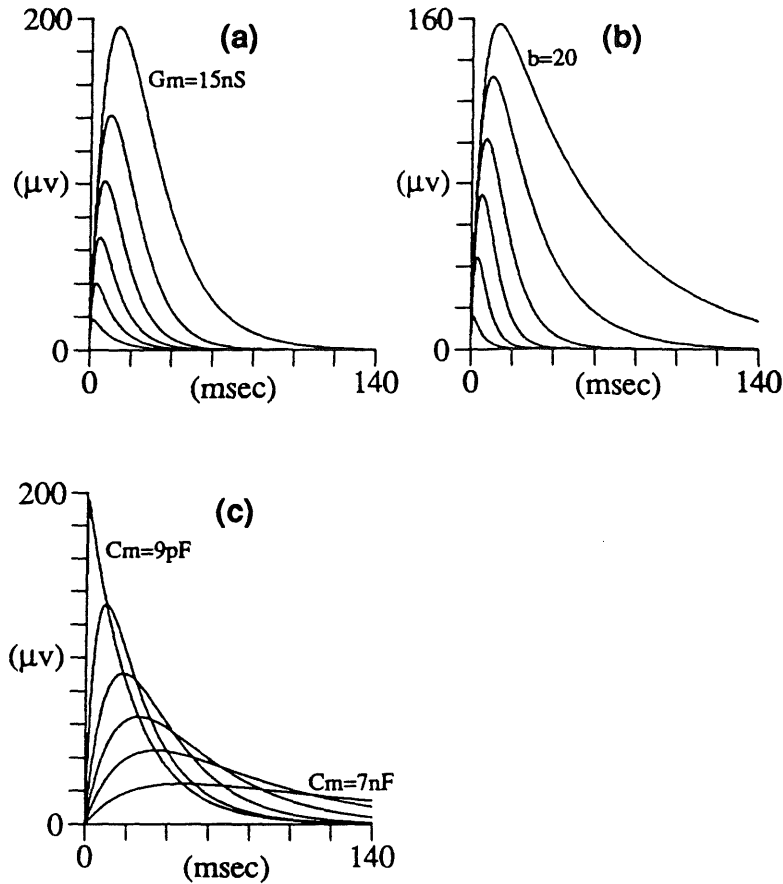 200
(a)
Gm=15nS
(μv)
0
0
(msec)
140
160
(b)
b=20
(μv)
0
0
(msec)
140
200
(c)
Cm=9pF
(μv)
Cm=7nF
0
0
(msec)
140